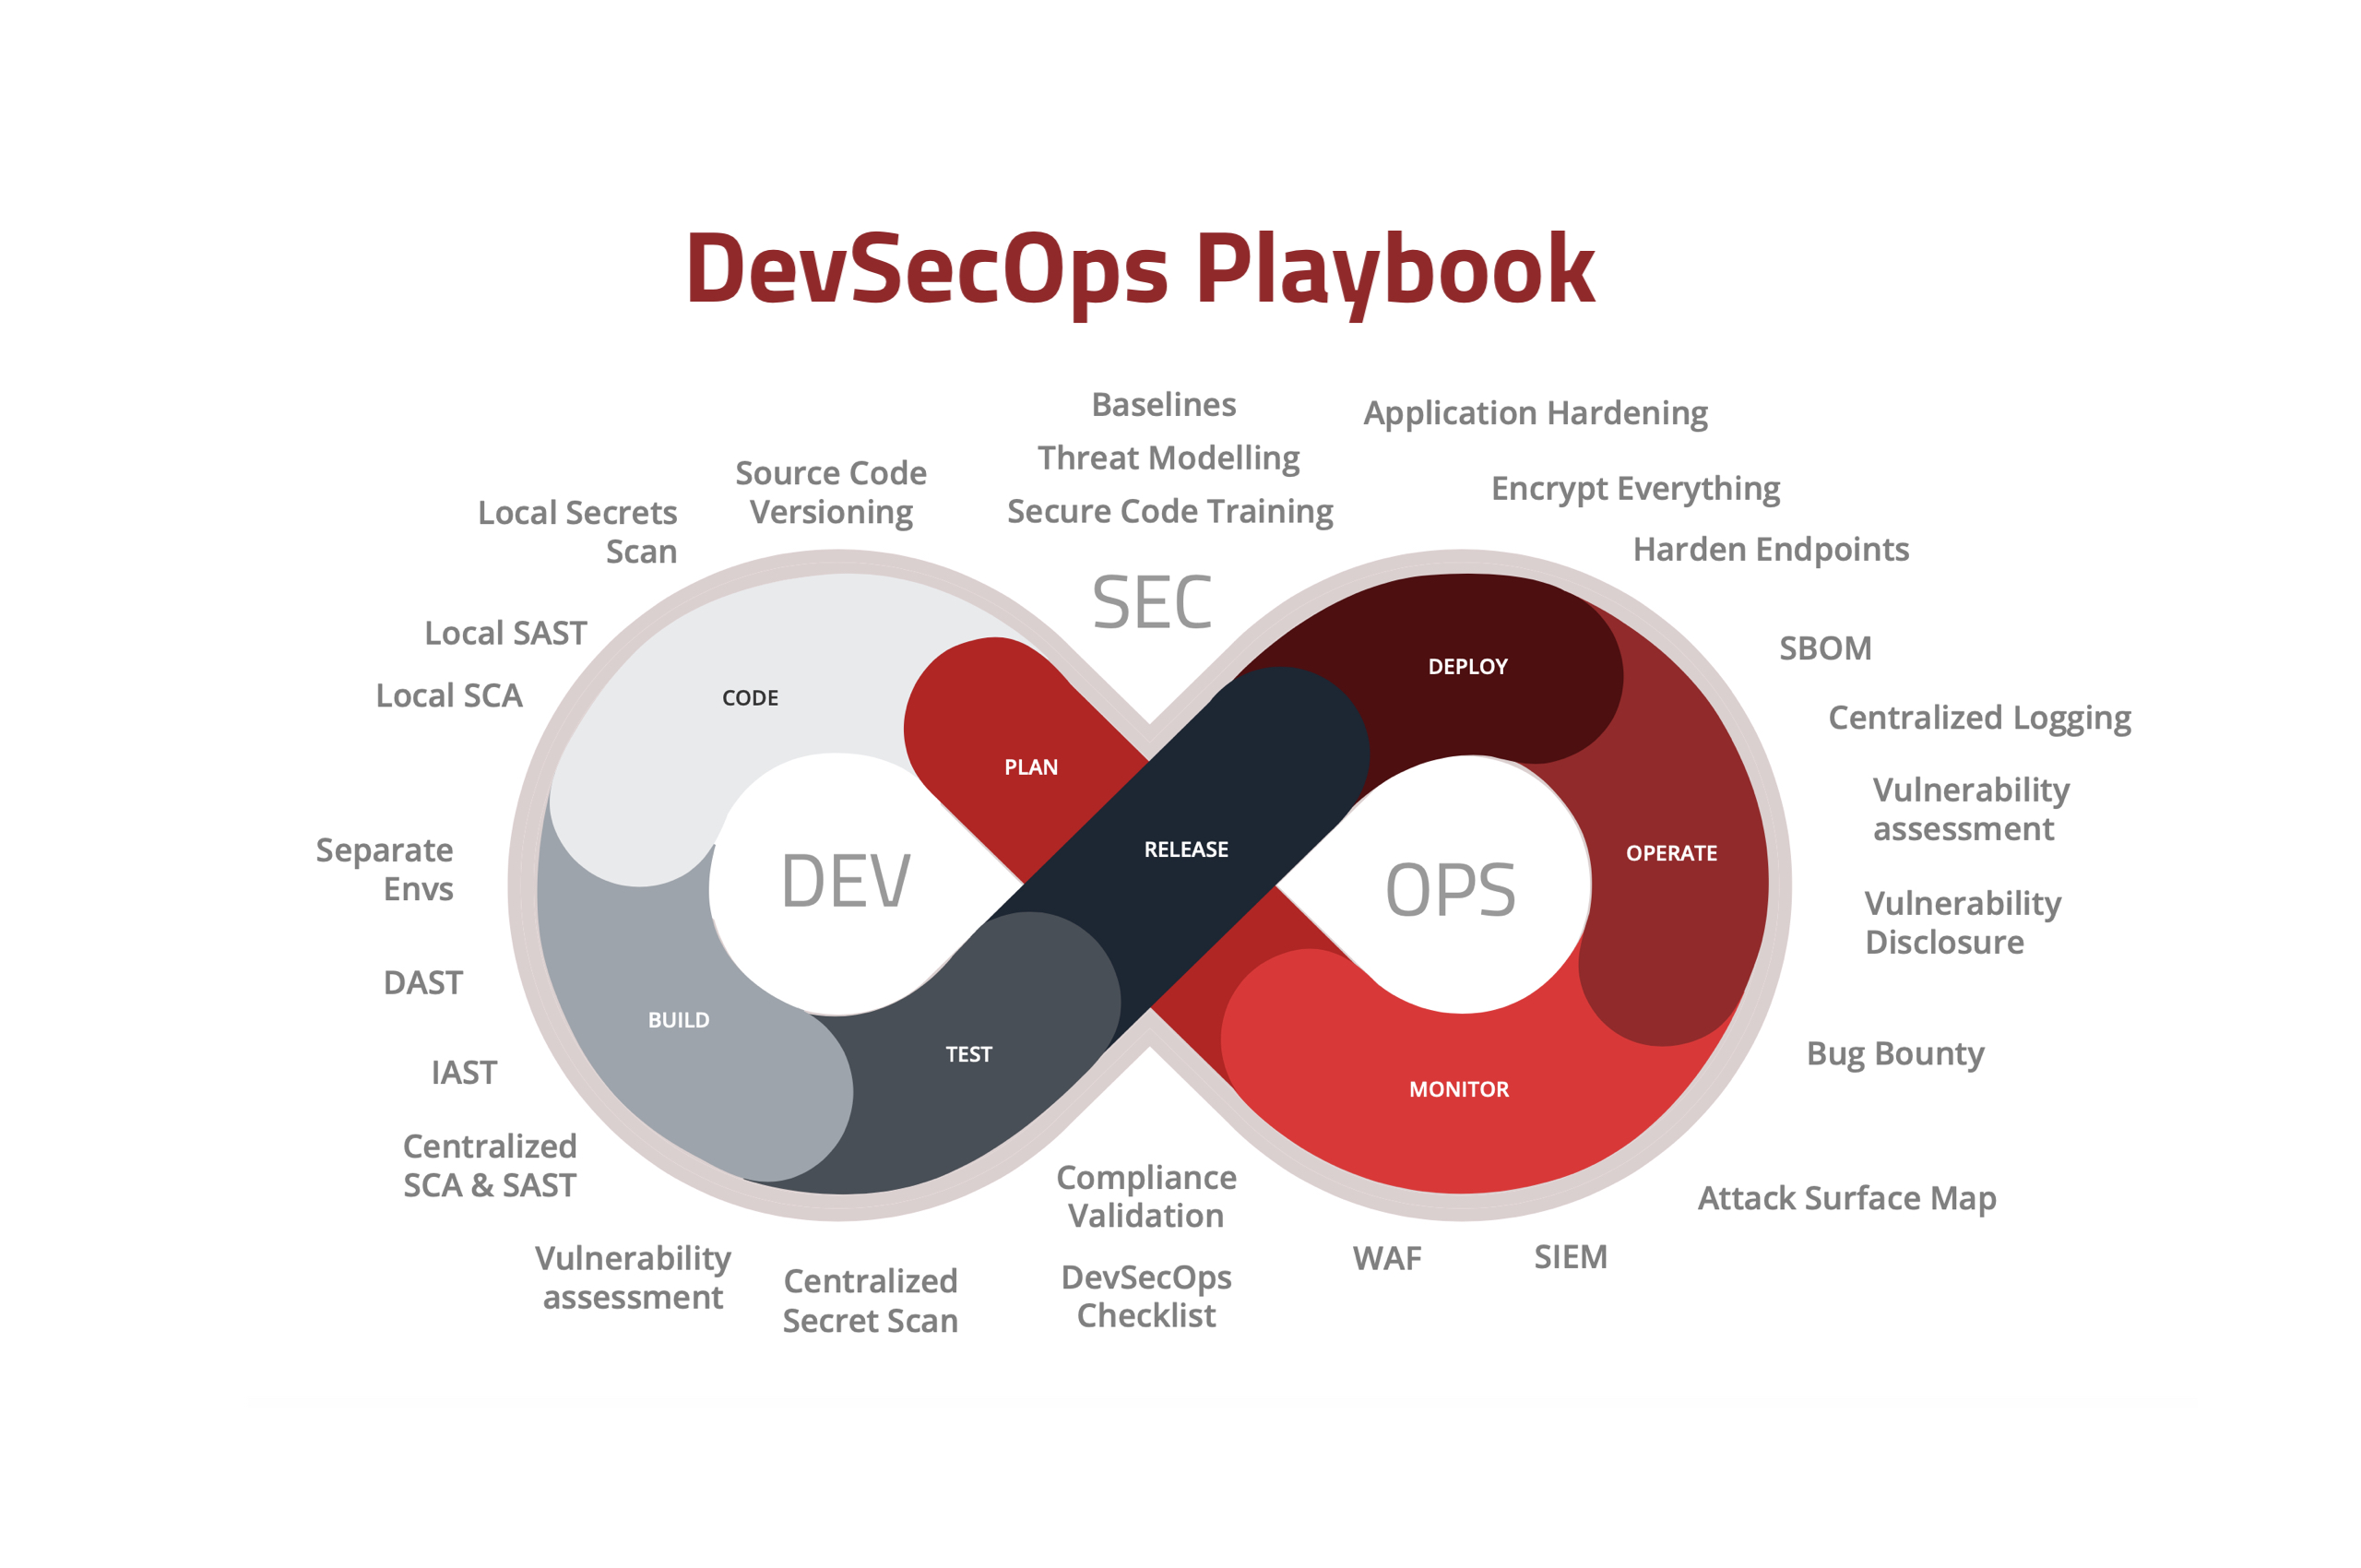 DevSecOps Playbook
Baselines
Threat Modelling
Secure Code Training
SEC
Application Hardening
Encrypt Everything
Harden Endpoints
Source Code
Versioning
Local Secrets
Scan
Local SAST
Local SCA
Separate
Envs
DAST
IAST
Centralized
SCA & SAST
Vulnerability
assessment
Centralized
Secret Scan
Compliance
Validation
DevSecOps
Checklist
CODE
PLAN
DEV
BUILD
TEST
RELEASE
DEPLOY
OPS
OPERATE
MONITOR
SBOM
Centralized Logging
Vulnerability
assessment
Vulnerability
Disclosure
Bug Bounty
Attack Surface Map
SIEM
WAF